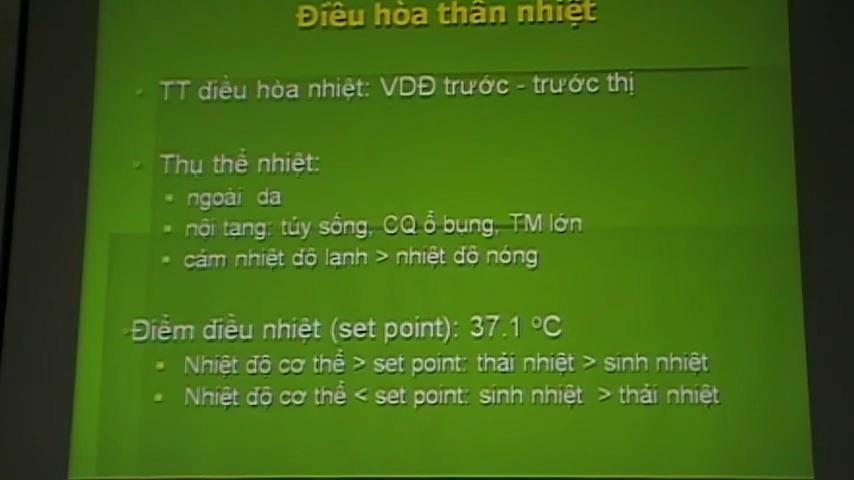 Điều hòa thân nhiệt
TT điều hòa nhiệt: VDĐ trước - trước thị
Thụ thể nhiệt:
ngoài da
nội tạng: tủy sống, CQ ổ bụng, TM lớn
cảm nhiệt độ lạnh > nhiệt độ nóng
Điểm điều nhiệt (set point): 37.1 °C
Nhiệt độ cơ thể > set point: thải nhiệt > sinh nhiệt
Nhiệt độ cơ thể < set point: sinh nhiệt > thải nhiệt